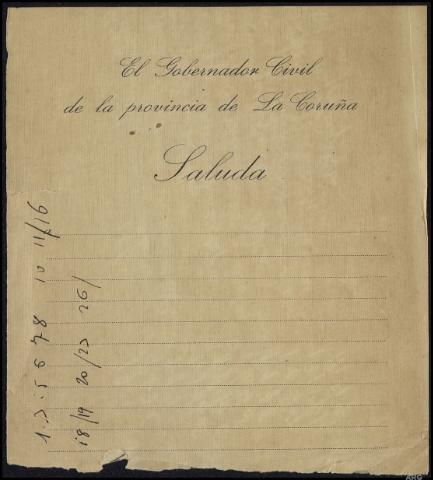 El Gobernador Civil
de la provincia de La Coruña
Saluda
1. 3. 5 6 7 8 10 11/16
18/19 20/23 26/